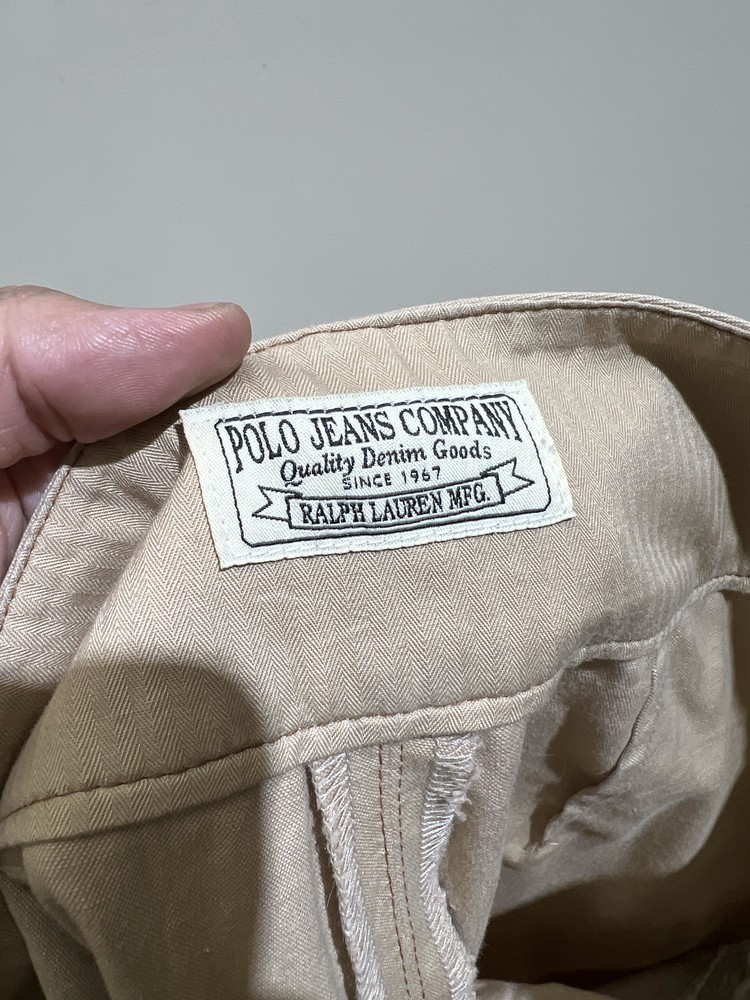 POLO JEANS COMPANY
Quality Denim Goods
SINCE 1967
RALPH LAUREN MFG.